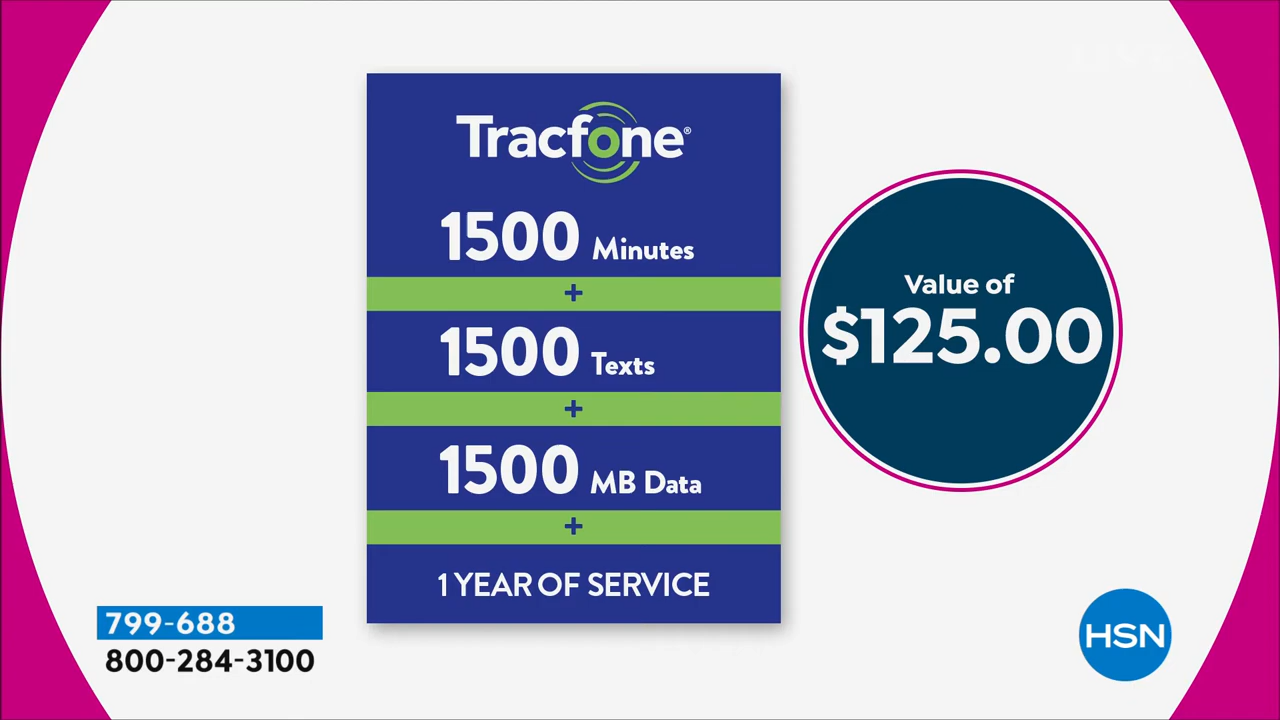 Tracfone®
1500 Minutes
+
1500 Texts
+
1500 MB Data
+
1 YEAR OF SERVICE
Value of
$125.00
799-688
800-284-3100
HSN